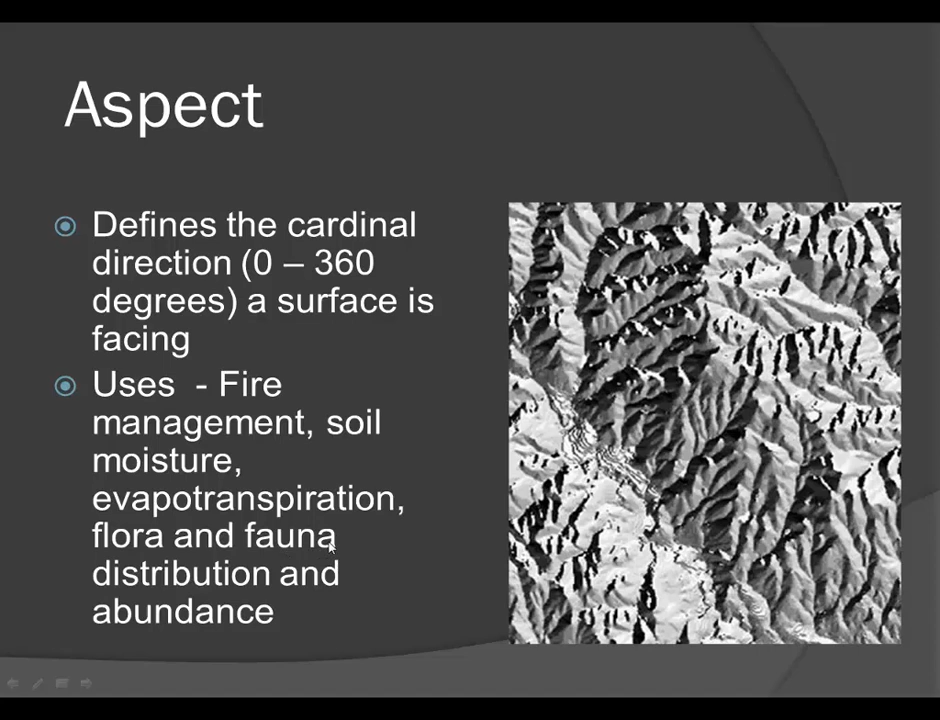 Aspect
Defines the cardinal
direction (0 – 360
degrees) a surface is
facing
Uses  - Fire
management, soil
moisture,
evapotranspiration,
flora and fauna
distribution and
abundance